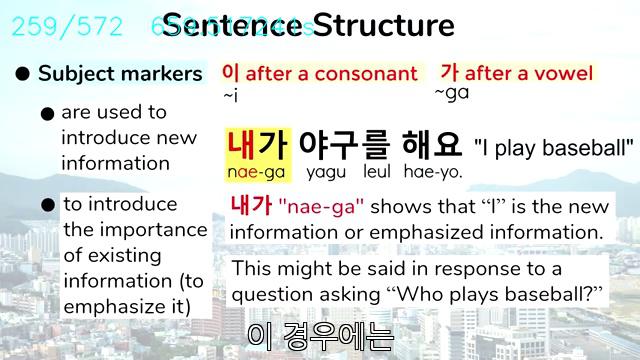 259/572
Sentence Structure
● Subject markers
이 after a consonant
~i
가 after a vowel
~ga
● are used to
introduce new
information
내가 야구를 해요 "I play baseball"
nae-ga yagu leul hae-yo.
● to introduce
the importance
of existing
information (to
emphasize it)
내가 "nae-ga" shows that “I” is the new
information or emphasized information.
This might be said in response to a
question asking “Who plays baseball?”
이 경우에는